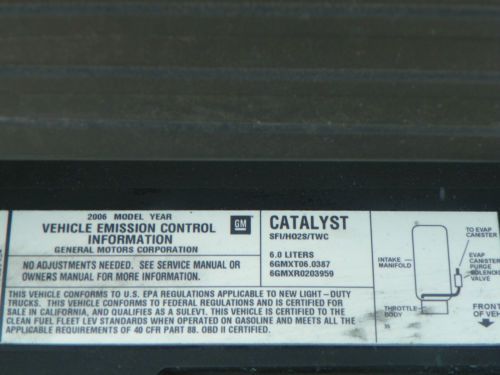 2006 MODEL YEAR
VEHICLE EMISSION CONTROL
INFORMATION
GENERAL MOTORS CORPORATION
GM
NO ADJUSTMENTS NEEDED. SEE SERVICE MANUAL OR
OWNERS MANUAL FOR MORE INFORMATION.
CATALYST
SFI/HO2S/TWC
6.0 LITERS
6GMXT06.0387
6GMXR0203959
THIS VEHICLE CONFORMS TO U.S. EPA REGULATIONS APPLICABLE TO NEW LIGHT-DUTY
TRUCKS. THIS VEHICLE CONFORMS TO FEDERAL REGULATIONS AND IS CERTIFIED FOR
SALE IN CALIFORNIA, AND QUALIFIES AS A SULEV1. THIS VEHICLE IS CERTIFIED TO THE
CLEAN FUEL FLEET LEV STANDARDS WHEN OPERATED ON GASOLINE AND MEETS ALL THE
APPLICABLE REQUIREMENTS OF 40 CFR PART 88. OBD II CERTIFIED.
TO EVAP
CANISTER
INTAKE
MANIFOLD
EVAP
CANISTER
PURGE
SOLENOID
VALVE
THROTTLE
BODY
FRONT
OF VEH